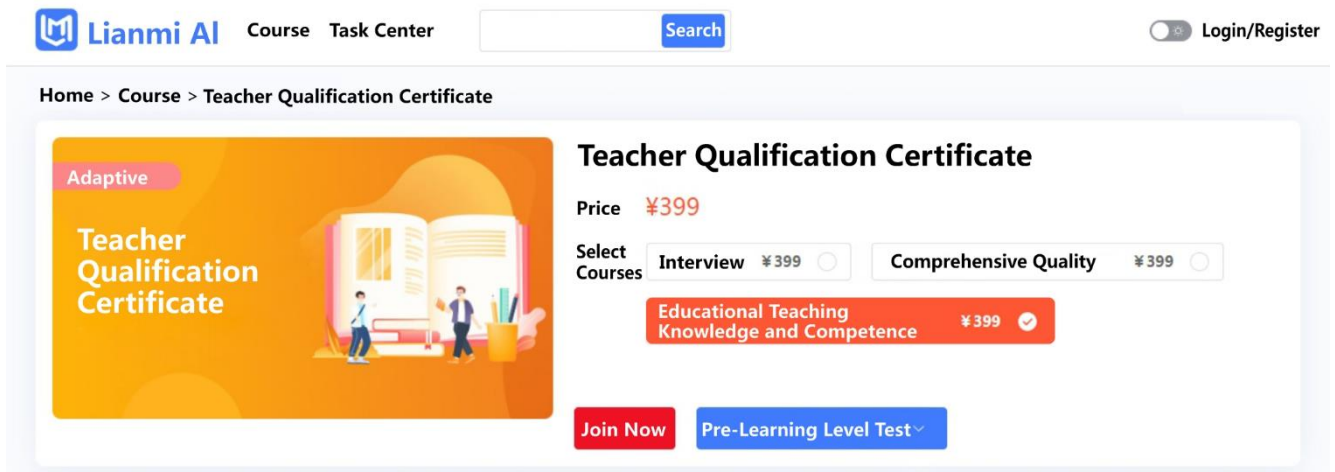 Lianmi AI Course Task Center Search Login/Register
Home > Course > Teacher Qualification Certificate
Adaptive
Teacher
Qualification
Certificate
Teacher Qualification Certificate
Price ¥399
Select
Courses
Interview ¥399
Comprehensive Quality ¥399
Educational Teaching
Knowledge and Competence
¥399
Join Now Pre-Learning Level Test